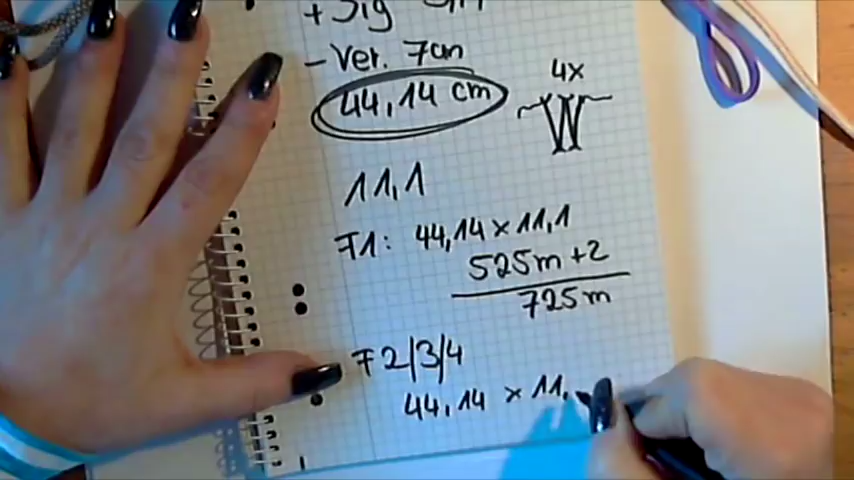 - Ver. 7cm
44,14 cm
4x
11,1
F1: 44,14 x 11,1
525m +2
725m
F 2/3/4
44,14 x 11,